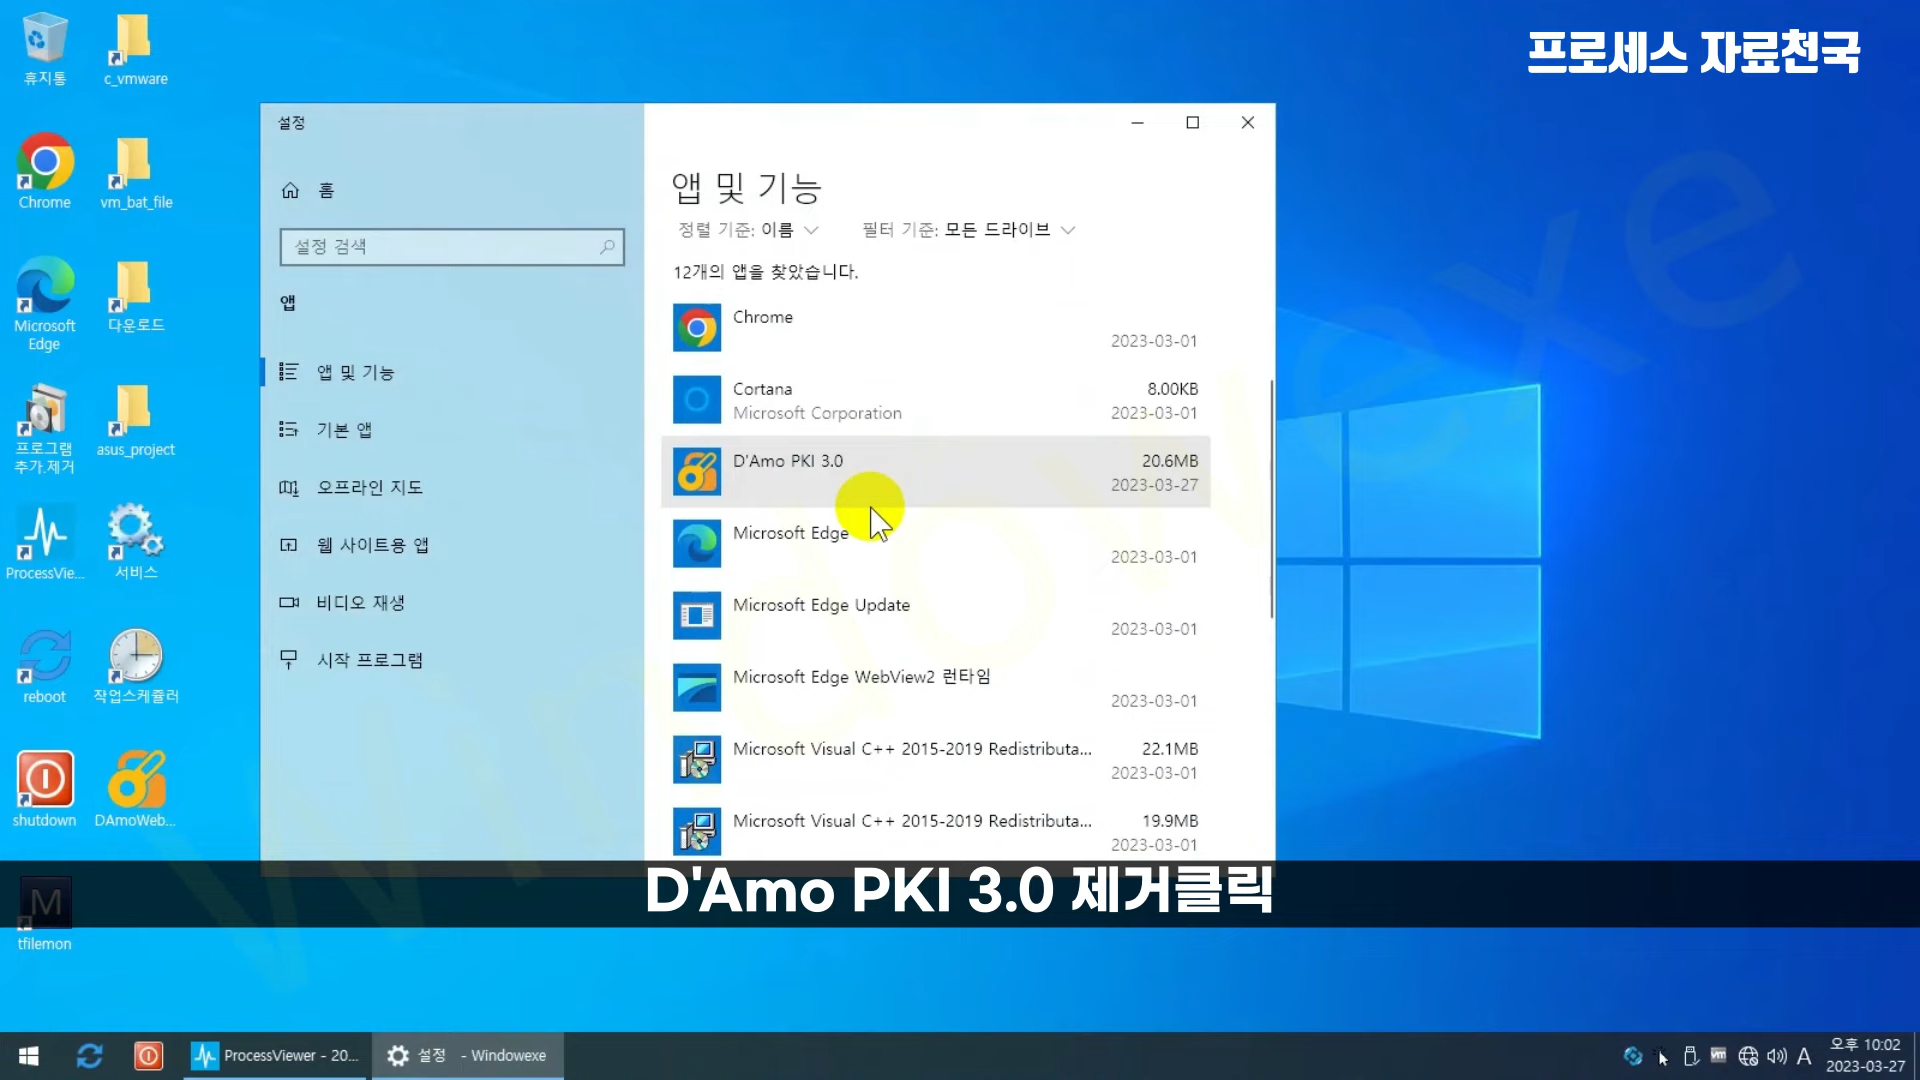 프로세스 자료천국
휴지통
c_vmware
Chrome
vm_bat_file
Microsoft
Edge
다운로드
프로그램
추가.제거
asus_project
ProcessVie...
서비스
reboot
작업스케쥴러
shutdown
DAmoWeb...
tfilemon
설정
홈
설정 검색
앱
앱 및 기능
기본 앱
오프라인 지도
웹 사이트용 앱
비디오 재생
시작 프로그램
앱 및 기능
정렬 기준: 이름
필터 기준: 모든 드라이브
12개의 앱을 찾았습니다.
Chrome
2023-03-01
Cortana
8.00KB
Microsoft Corporation
2023-03-01
D'Amo PKI 3.0
20.6MB
2023-03-27
Microsoft Edge
2023-03-01
Microsoft Edge Update
2023-03-01
Microsoft Edge WebView2 런타임
2023-03-01
Microsoft Visual C++ 2015-2019 Redistributa...
22.1MB
2023-03-01
Microsoft Visual C++ 2015-2019 Redistributa...
19.9MB
2023-03-01
Windowexe
D'Amo PKI 3.0 제거클릭
ProcessViewer - 20...
설정 - Windowexe
A
오후 10:02
2023-03-27